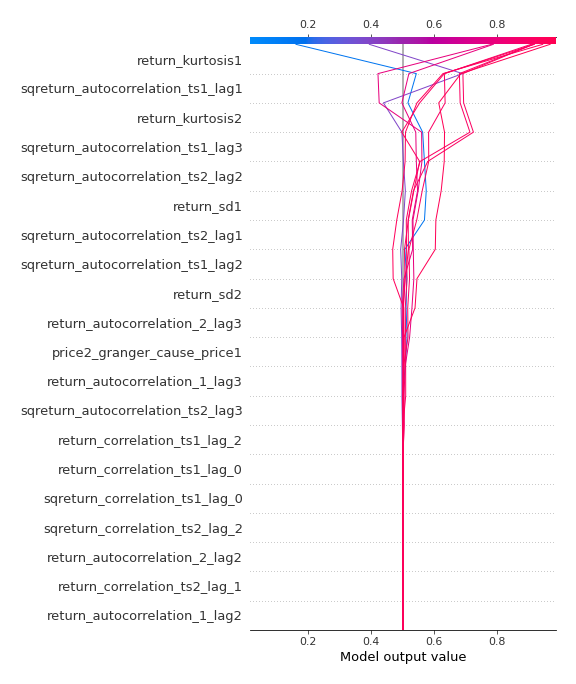 0.2 0.4 0.6 0.8
return_kurtosis1
sqreturn_autocorrelation_ts1_lag1
return_kurtosis2
sqreturn_autocorrelation_ts1_lag3
sqreturn_autocorrelation_ts2_lag2
return_sd1
sqreturn_autocorrelation_ts2_lag1
sqreturn_autocorrelation_ts1_lag2
return_sd2
return_autocorrelation_2_lag3
price2_granger_cause_price1
return_autocorrelation_1_lag3
sqreturn_autocorrelation_ts2_lag3
return_correlation_ts1_lag_2
return_correlation_ts1_lag_0
sqreturn_correlation_ts1_lag_0
sqreturn_correlation_ts2_lag_2
return_autocorrelation_2_lag2
return_correlation_ts2_lag_1
return_autocorrelation_1_lag2
0.2 0.4 0.6 0.8
Model output value